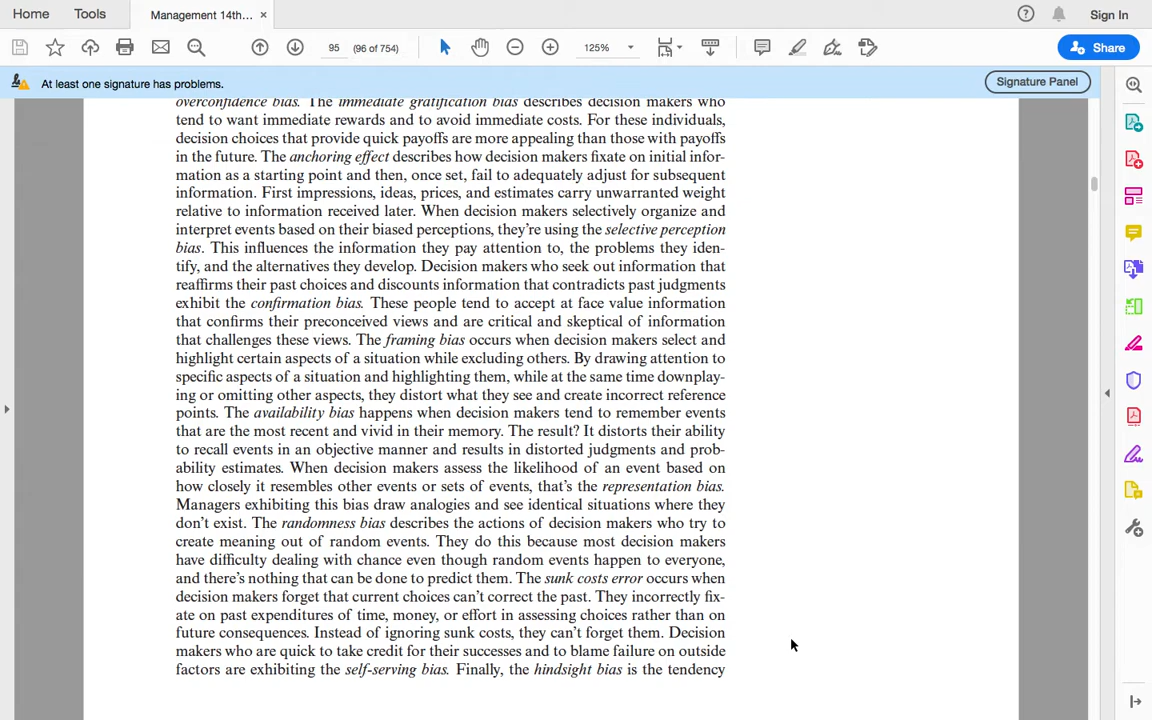 Home
Tools
Management 14th... ×
Sign In
95 (96 of 754)
125%
Share
At least one signature has problems.
Signature Panel
overconfidence bias. The immediate gratification bias describes decision makers who
tend to want immediate rewards and to avoid immediate costs. For these individuals,
decision choices that provide quick payoffs are more appealing than those with payoffs
in the future. The anchoring effect describes how decision makers fixate on initial infor-
mation as a starting point and then, once set, fail to adequately adjust for subsequent
information. First impressions, ideas, prices, and estimates carry unwarranted weight
relative to information received later. When decision makers selectively organize and
interpret events based on their biased perceptions, they're using the selective perception
bias. This influences the information they pay attention to, the problems they iden-
tify, and the alternatives they develop. Decision makers who seek out information that
reaffirms their past choices and discounts information that contradicts past judgments
exhibit the confirmation bias. These people tend to accept at face value information
that confirms their preconceived views and are critical and skeptical of information
that challenges these views. The framing bias occurs when decision makers select and
highlight certain aspects of a situation while excluding others. By drawing attention to
specific aspects of a situation and highlighting them, while at the same time downplay-
ing or omitting other aspects, they distort what they see and create incorrect reference
points. The availability bias happens when decision makers tend to remember events
that are the most recent and vivid in their memory. The result? It distorts their ability
to recall events in an objective manner and results in distorted judgments and prob-
ability estimates. When decision makers assess the likelihood of an event based on
how closely it resembles other events or sets of events, that's the representation bias.
Managers exhibiting this bias draw analogies and see identical situations where they
don't exist. The randomness bias describes the actions of decision makers who try to
create meaning out of random events. They do this because most decision makers
have difficulty dealing with chance even though random events happen to everyone,
and there's nothing that can be done to predict them. The sunk costs error occurs when
decision makers forget that current choices can't correct the past. They incorrectly fix-
ate on past expenditures of time, money, or effort in assessing choices rather than on
future consequences. Instead of ignoring sunk costs, they can't forget them. Decision
makers who are quick to take credit for their successes and to blame failure on outside
factors are exhibiting the self-serving bias. Finally, the hindsight bias is the tendency